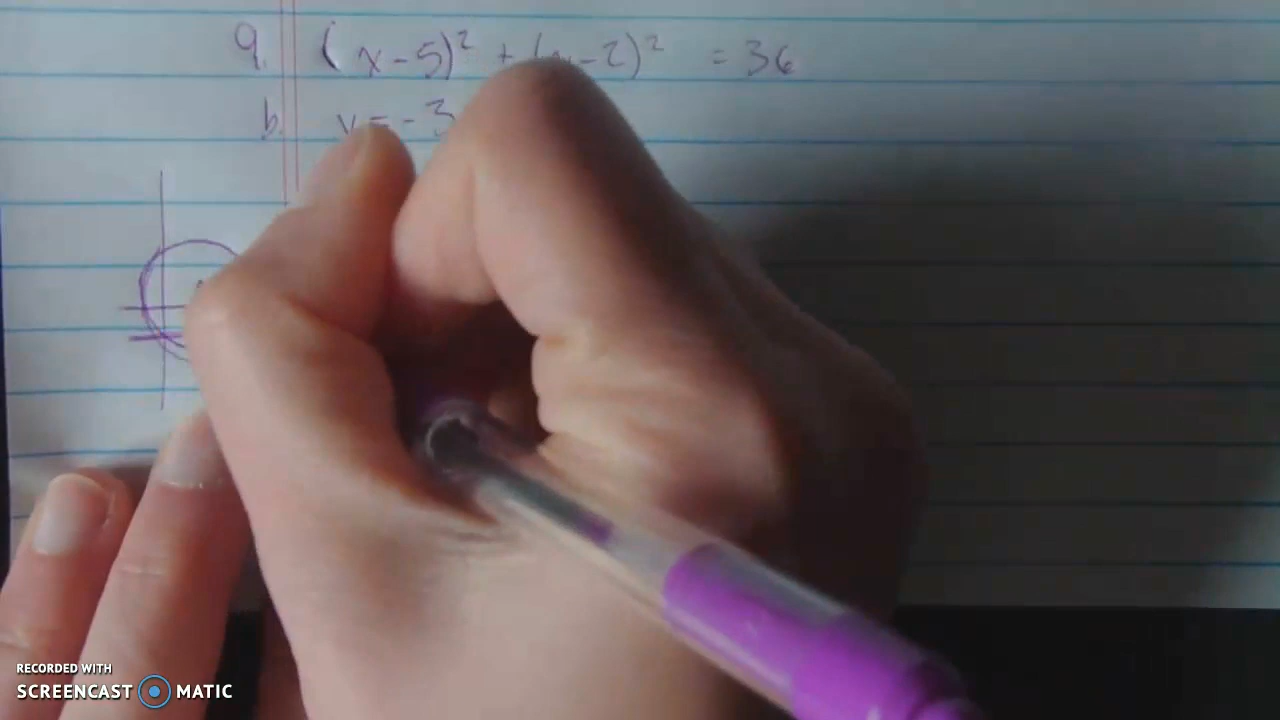 9. (x-5)² + (y-2)² = 36
b. y = -3
RECORDED WITH
SCREENCAST MATIC